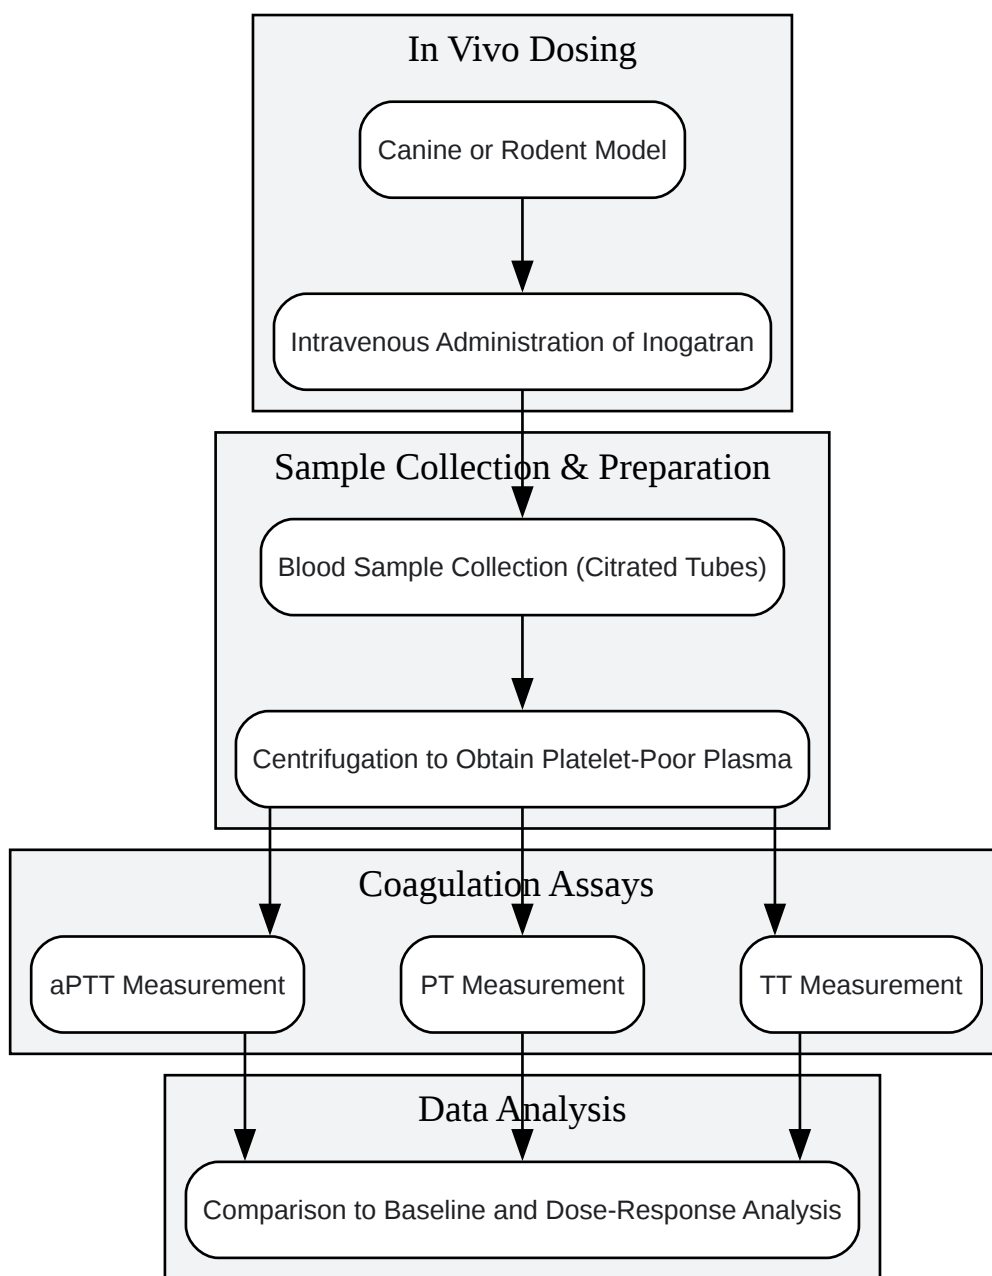 In Vivo Dosing
Canine or Rodent Model
Intravenous Administration of Inogatran
Sample Collection & Preparation
Blood Sample Collection (Citrated Tubes)
Centrifugation to Obtain Platelet-Poor Plasma
Coagulation Assays
aPTT Measurement
PT Measurement
TT Measurement
Data Analysis
Comparison to Baseline and Dose-Response Analysis